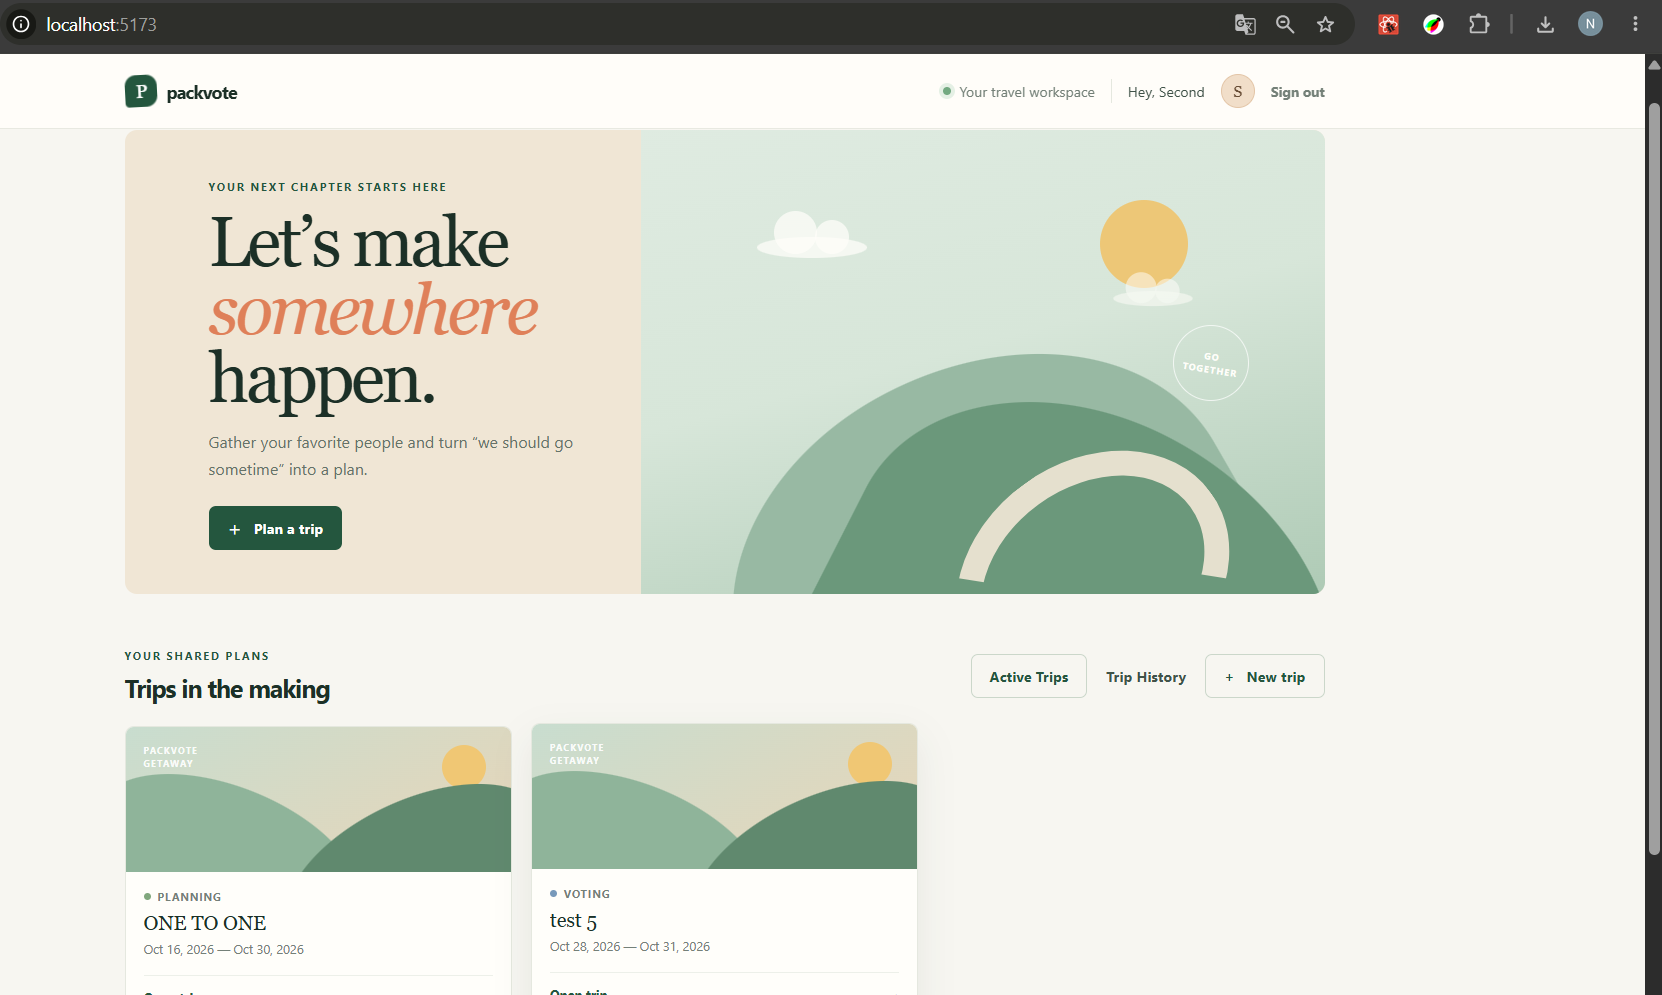 localhost:5173
N
P
packvote
Your travel workspace
Hey, Second
S
Sign out
YOUR NEXT CHAPTER STARTS HERE
Let’s make
somewhere
happen.
Gather your favorite people and turn “we should go
sometime” into a plan.
+ Plan a trip
GO
TOGETHER
YOUR SHARED PLANS
Trips in the making
Active Trips
Trip History
+ New trip
PACKVOTE
GETAWAY
PLANNING
ONE TO ONE
Oct 16, 2026 — Oct 30, 2026
PACKVOTE
GETAWAY
VOTING
test 5
Oct 28, 2026 — Oct 31, 2026
Open trip